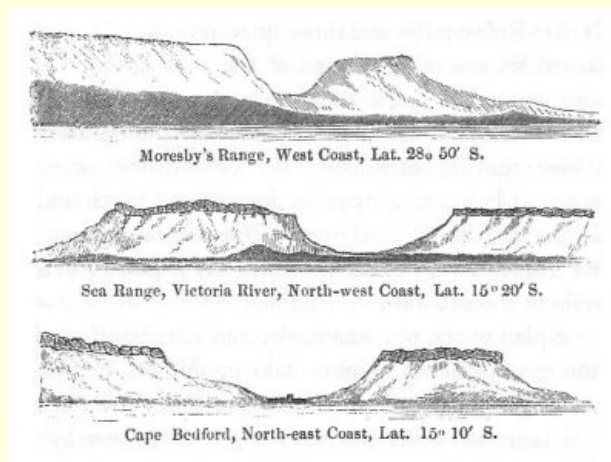 Moresby's Range, West Coast, Lat. 28o 50′ S.
Sea Range, Victoria River, North-west Coast, Lat. 15° 20′ S.
Cape Bedford, North-east Coast, Lat. 15o 10′ S.